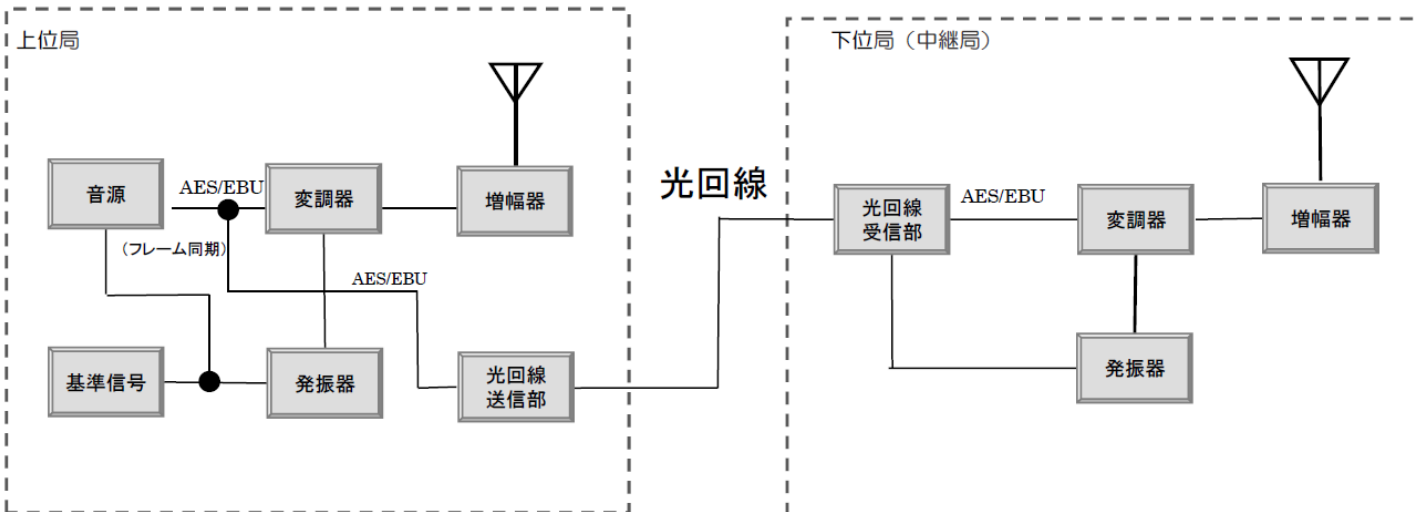 上位局
音源
AES/EBU
変調器
増幅器
(フレーム同期)
AES/EBU
基準信号
発振器
光回線
送信部
光回線
下位局（中継局）
光回線
受信部
AES/EBU
変調器
増幅器
発振器